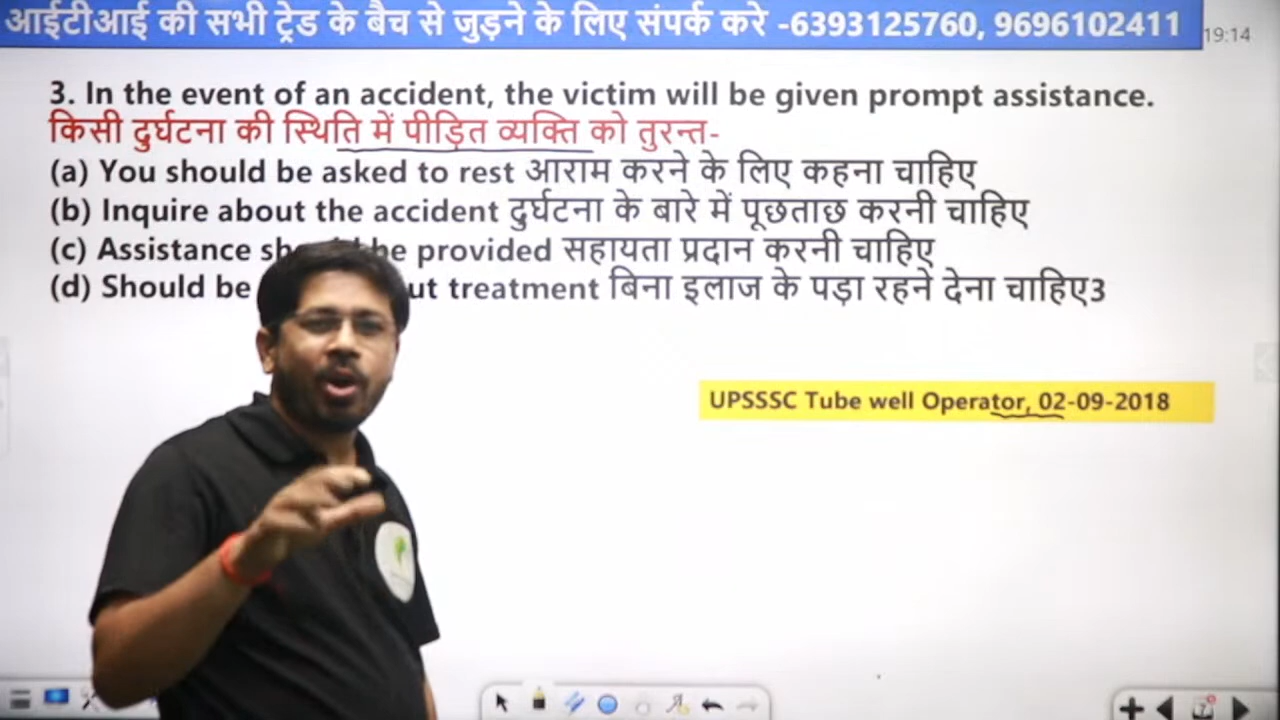 आईटीआई की सभी ट्रेड के बैच से जुड़ने के लिए संपर्क करे -6393125760, 9696102411
19:14
3. In the event of an accident, the victim will be given prompt assistance.
किसी दुर्घटना की स्थिति में पीड़ित व्यक्ति को तुरन्त-
(a) You should be asked to rest आराम करने के लिए कहना चाहिए
(b) Inquire about the accident दुर्घटना के बारे में पूछताछ करनी चाहिए
(c) Assistance be provided सहायता प्रदान करनी चाहिए
(d) Should be treatment बिना इलाज के पड़ा रहने देना चाहिए3
UPSSSC Tube well Operator, 02-09-2018